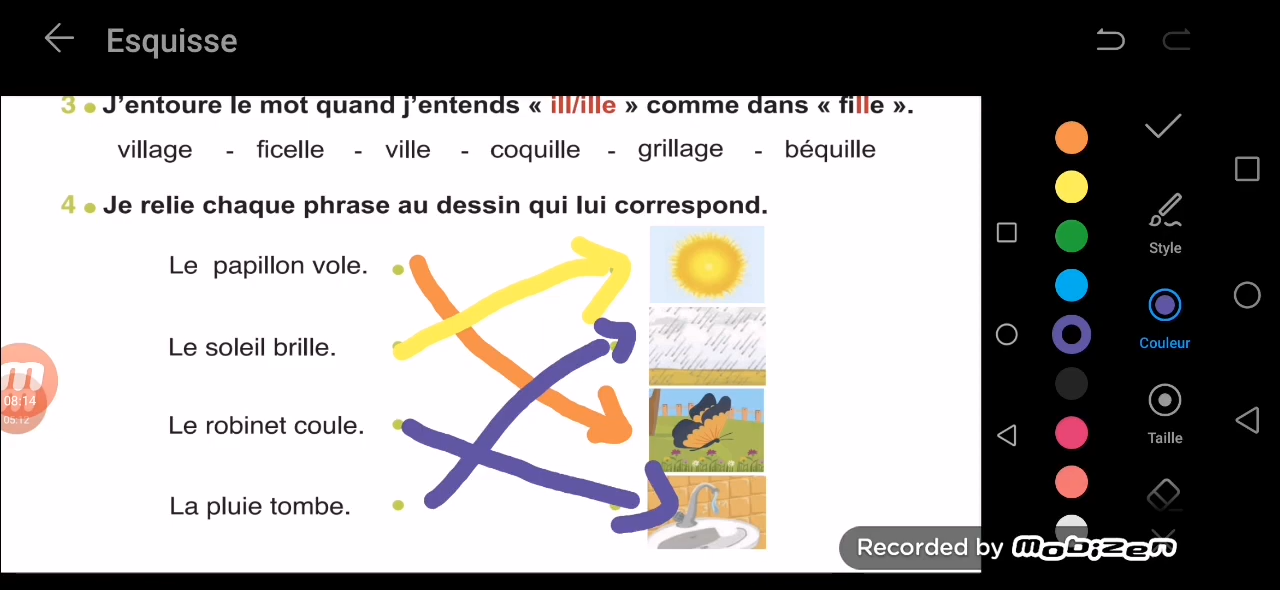 Esquisse
3 • J'entoure le mot quand j'entends « ill/ille » comme dans « fille ».
village - ficelle - ville - coquille - grillage - béquille
4 • Je relie chaque phrase au dessin qui lui correspond.
Le papillon vole.
Le soleil brille.
Le robinet coule.
La pluie tombe.
Style
Couleur
Taille
08:14
05:12
Recorded by mobizen